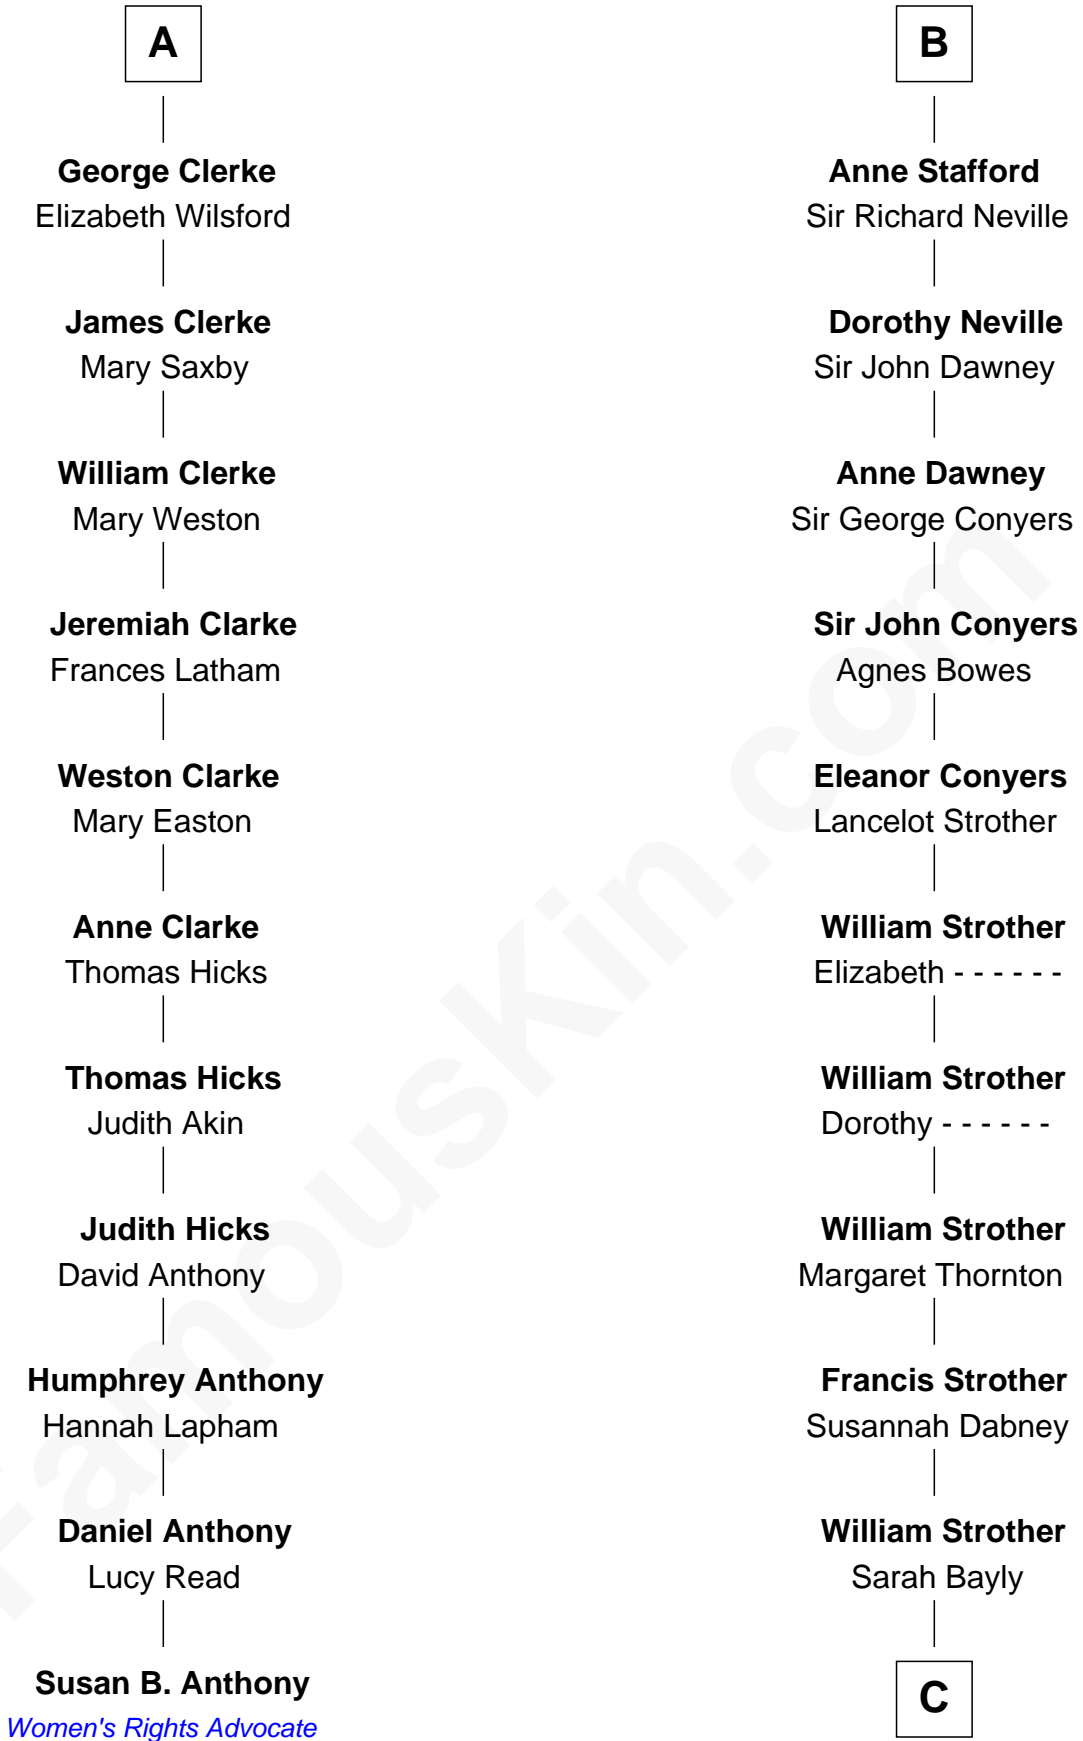 A
George Clerke
Elizabeth Wilsford
James Clerke
Mary Saxby
William Clerke
Mary Weston
Jeremiah Clarke
Frances Latham
Weston Clarke
Mary Easton
Anne Clarke
Thomas Hicks
Thomas Hicks
Judith Akin
Judith Hicks
David Anthony
Humphrey Anthony
Hannah Lapham
Daniel Anthony
Lucy Read
Susan B. Anthony
Women's Rights Advocate
B
Anne Stafford
Sir Richard Neville
Dorothy Neville
Sir John Dawney
Anne Dawney
Sir George Conyers
Sir John Conyers
Agnes Bowes
Eleanor Conyers
Lancelot Strother
William Strother
Elizabeth - - - - - -
William Strother
Dorothy - - - - - -
William Strother
Margaret Thornton
Francis Strother
Susannah Dabney
William Strother
Sarah Bayly
C
FamousKin.com